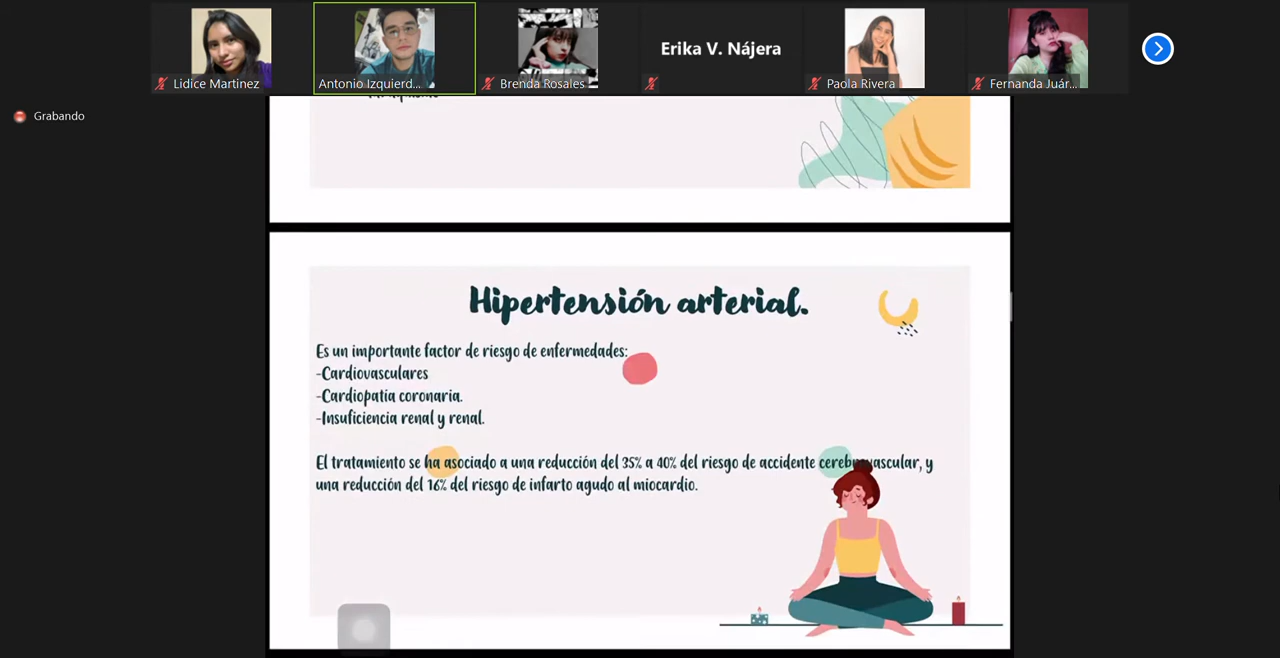 Erika V. Nájera
Lidice Martinez
Antonio Izquierd...
Brenda Rosales
Paola Rivera
Fernanda Juár...
Grabando
Hipertensión arterial.
Es un importante factor de riesgo de enfermedades:
-Cardiovasculares
-Cardiopatía coronaria.
-Insuficiencia renal y renal.
El tratamiento se ha asociado a una reducción del 35% a 40% del riesgo de accidente cerebrovascular, y
una reducción del 16% del riesgo de infarto agudo al miocardio.